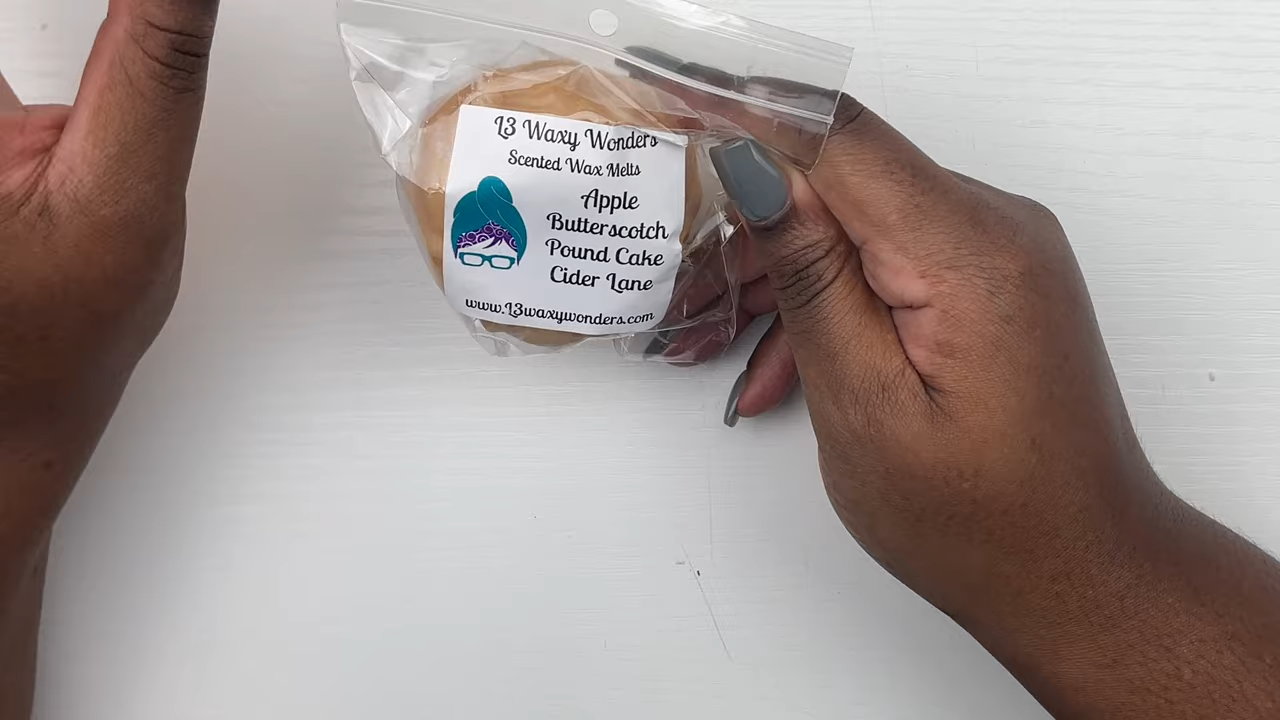 L3 Waxy Wonders
Scented Wax Melts
Apple
Butterscotch
Pound Cake
Cider Lane
www.L3waxywonders.com